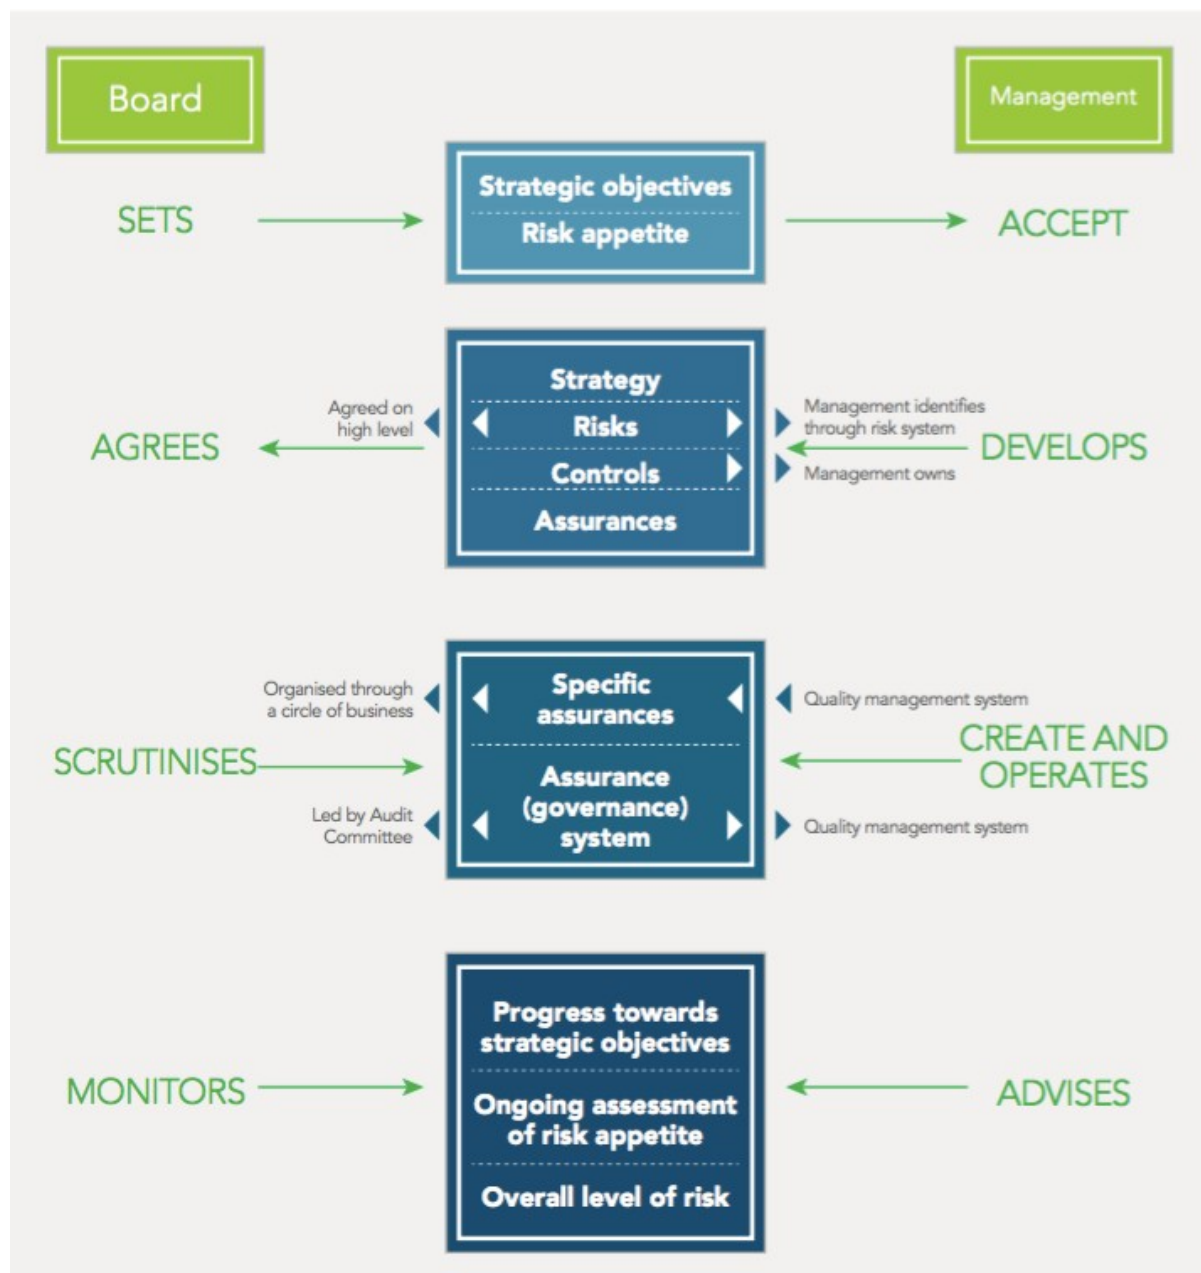 Board
Management
SETS
Strategic objectives
Risk appetite
ACCEPT
AGREES
Agreed on
high level
Strategy
Risks
Controls
Assurances
Management identifies
through risk system
Management owns
DEVELOPS
SCRUTINISES
Organised through
a circle of business
Led by Audit
Committee
Specific
assurances
Assurance
(governance)
system
Quality management system
CREATE AND
OPERATES
Quality management system
MONITORS
Progress towards
strategic objectives
Ongoing assessment
of risk appetite
Overall level of risk
ADVISES